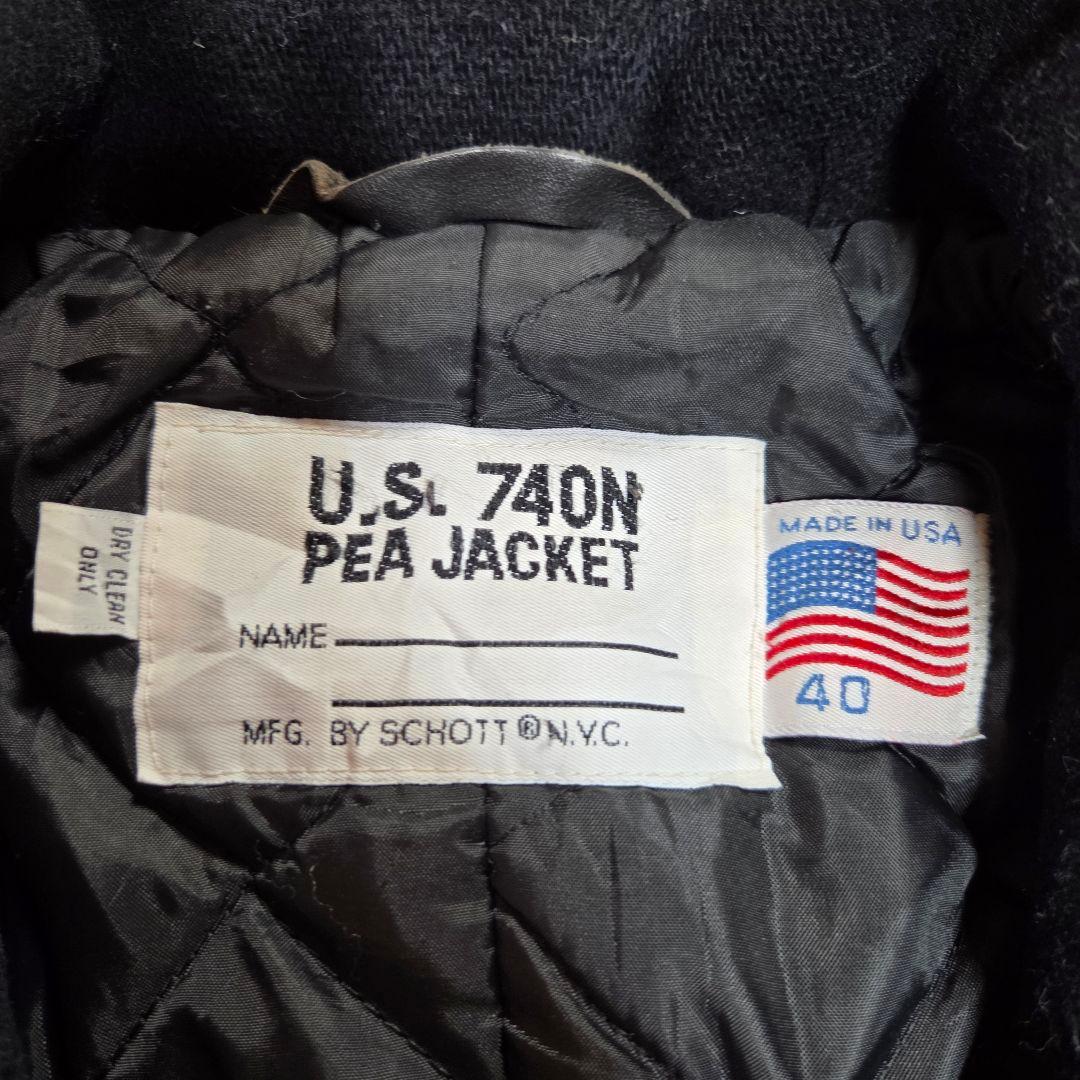 U.S. 740N
PEA JACKET
NAME
MFG. BY SCHOTT® N.Y.C.
DRY CLEAN
ONLY
MADE IN USA
40